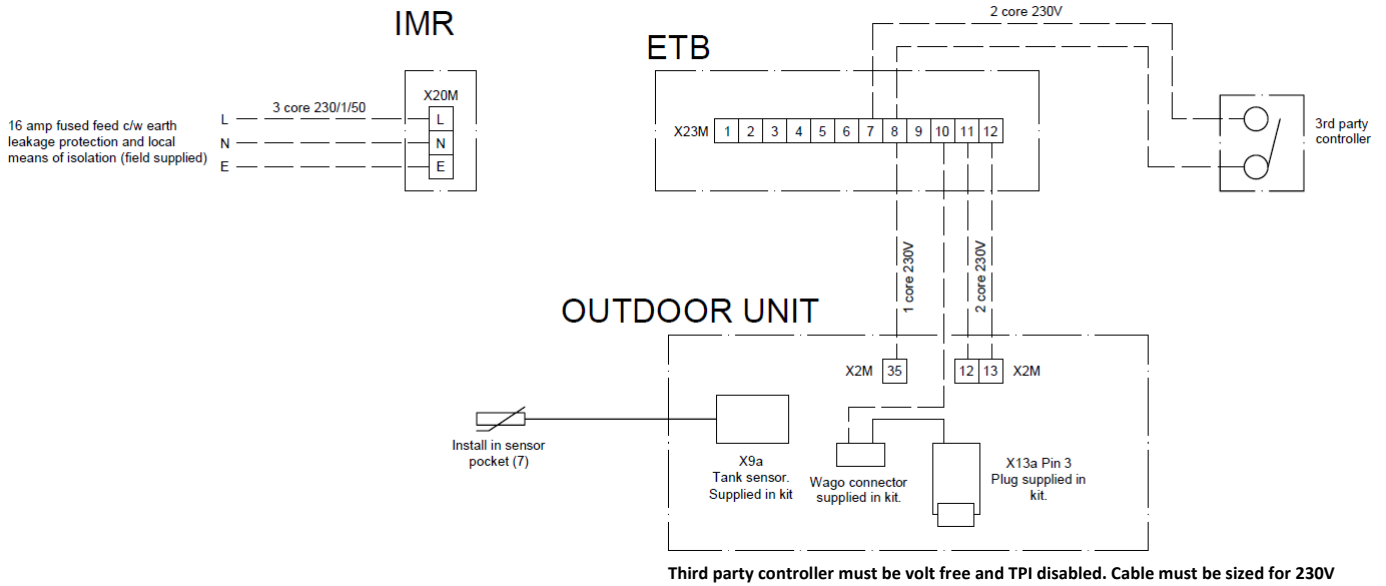 IMR
ETB
2 core 230V
X20M
L
N
E
3 core 230/1/50
L
N
E
16 amp fused feed c/w earth
leakage protection and local
means of isolation (field supplied)
X23M 1 2 3 4 5 6 7 8 9 10 11 12
3rd party
controller
1 core 230V
2 core 230V
OUTDOOR UNIT
X2M 35
12 13 X2M
Install in sensor
pocket (7)
X9a
Tank sensor.
Supplied in kit
Wago connector
supplied in kit.
X13a Pin 3
Plug supplied in
kit.
Third party controller must be volt free and TPI disabled. Cable must be sized for 230V